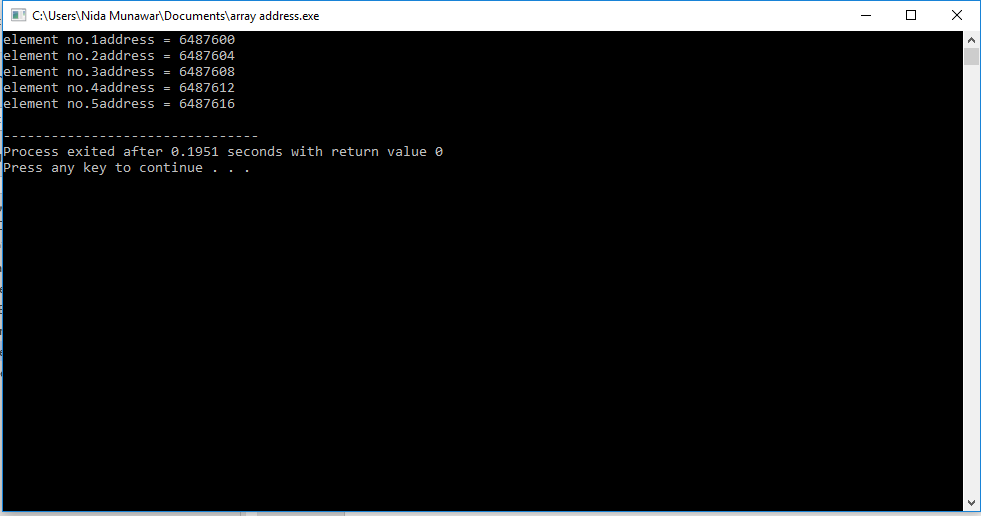 C:\Users\Nida Munawar\Documents\array address.exe
element no.1address = 6487600
element no.2address = 6487604
element no.3address = 6487608
element no.4address = 6487612
element no.5address = 6487616
--------------------------------
Process exited after 0.1951 seconds with return value 0
Press any key to continue . . .